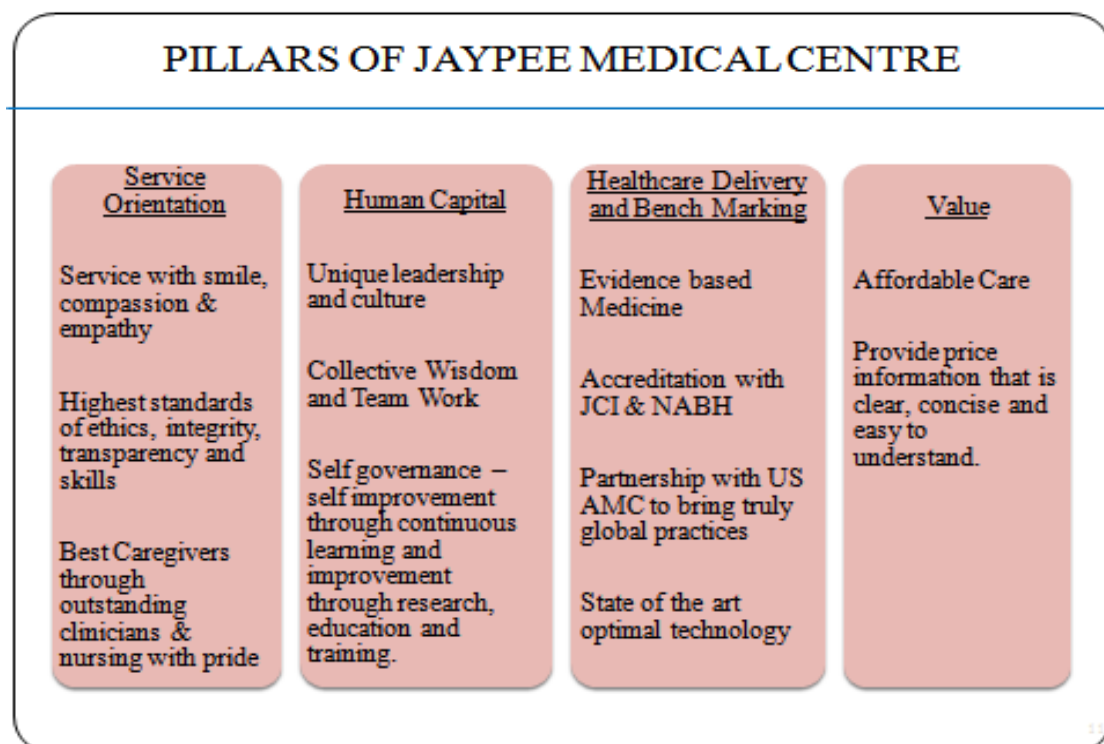 PILLARS OF JAYPEE MEDICAL CENTRE
Service
Orientation
Service with smile,
compassion &
empathy
Highest standards
of ethics, integrity,
transparency and
skills
Best Caregivers
through
outstanding
clinicians &
nursing with pride
Human Capital
Unique leadership
and culture
Collective Wisdom
and Team Work
Self governance –
self improvement
through continuous
learning and
improvement
through research,
education and
training.
Healthcare Delivery
and Bench Marking
Evidence based
Medicine
Accreditation with
JCI & NABH
Partnership with US
AMC to bring truly
global practices
State of the art
optimal technology
Value
Affordable Care
Provide price
information that is
clear, concise and
easy to
understand.
11